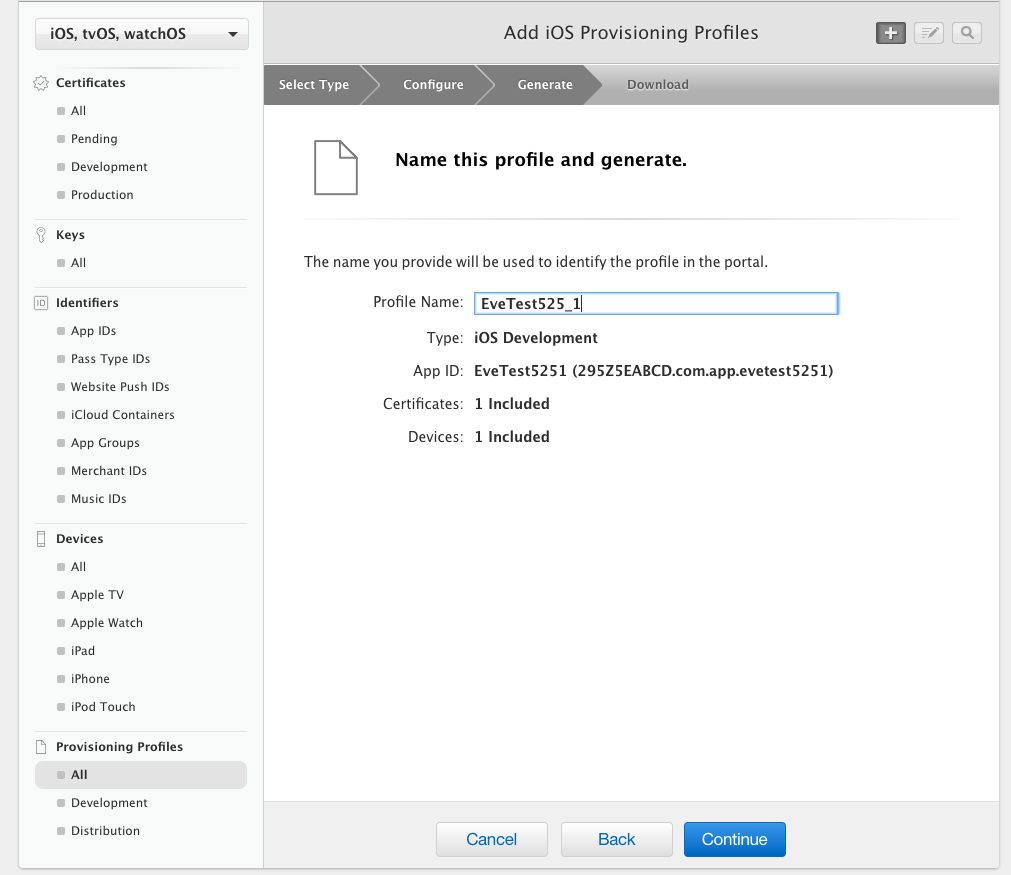 iOS, tvOS, watchOS
Add iOS Provisioning Profiles
Certificates
All
Pending
Development
Production
Keys
All
ID Identifiers
App IDs
Pass Type IDs
Website Push IDs
iCloud Containers
App Groups
Merchant IDs
Music IDs
Devices
All
Apple TV
Apple Watch
iPad
iPhone
iPod Touch
Provisioning Profiles
All
Development
Distribution
Select Type Configure Generate Download
Name this profile and generate.
The name you provide will be used to identify the profile in the portal.
Profile Name: EveTest525_1
Type: iOS Development
App ID: EveTest5251 (295Z5EABCD.com.app.evetest5251)
Certificates: 1 Included
Devices: 1 Included
Cancel Back Continue